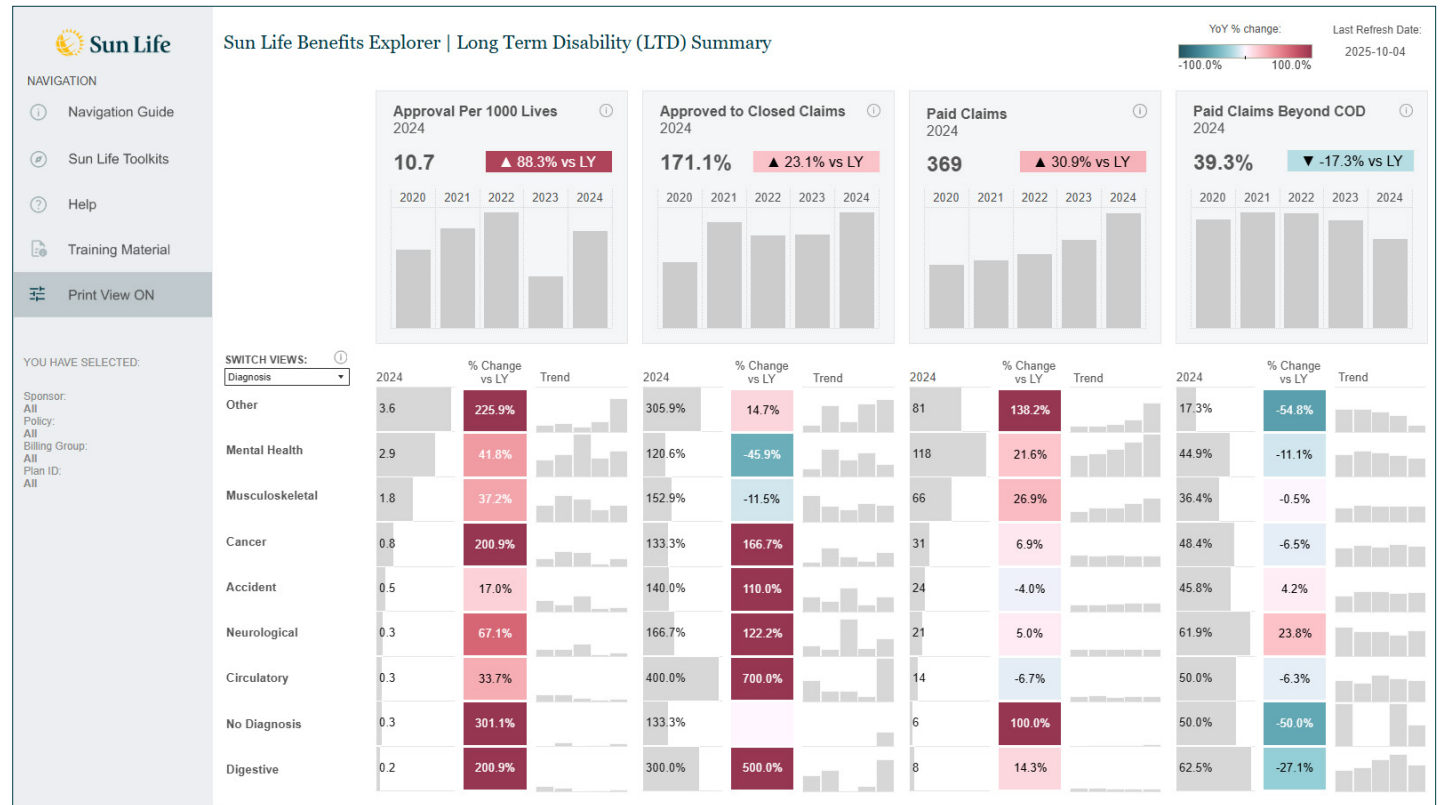 Sun Life
Sun Life Benefits Explorer | Long Term Disability (LTD) Summary
YoY % change:
-100.0% 100.0%
Last Refresh Date:
2025-10-04
NAVIGATION
Navigation Guide
Sun Life Toolkits
Help
Training Material
Print View ON
YOU HAVE SELECTED:
Sponsor:
All
Policy:
All
Billing Group:
All
Plan ID:
All
Approval Per 1000 Lives
2024
10.7 ▲ 88.3% vs LY
2020 2021 2022 2023 2024
Approved to Closed Claims
2024
171.1% ▲ 23.1% vs LY
2020 2021 2022 2023 2024
Paid Claims
2024
369 ▲ 30.9% vs LY
2020 2021 2022 2023 2024
Paid Claims Beyond COD
2024
39.3% ▼ -17.3% vs LY
2020 2021 2022 2023 2024
SWITCH VIEWS:
Diagnosis
2024 % Change vs LY Trend 2024 % Change vs LY Trend 2024 % Change vs LY Trend 2024 % Change vs LY Trend
Other 3.6 225.9% 305.9% 14.7% 81 138.2% 17.3% -54.8%
Mental Health 2.9 41.8% 120.6% -45.9% 118 21.6% 44.9% -11.1%
Musculoskeletal 1.8 37.2% 152.9% -11.5% 66 26.9% 36.4% -0.5%
Cancer 0.8 200.9% 133.3% 166.7% 31 6.9% 48.4% -6.5%
Accident 0.5 17.0% 140.0% 110.0% 24 -4.0% 45.8% 4.2%
Neurological 0.3 67.1% 166.7% 122.2% 21 5.0% 61.9% 23.8%
Circulatory 0.3 33.7% 400.0% 700.0% 14 -6.7% 50.0% -6.3%
No Diagnosis 0.3 301.1% 133.3% 6 100.0% 50.0% -50.0%
Digestive 0.2 200.9% 300.0% 500.0% 8 14.3% 62.5% -27.1%